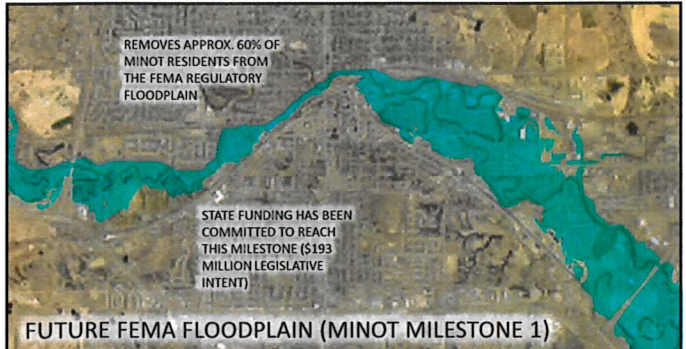 REMOVES APPROX. 60% OF
MINOT RESIDENTS FROM
THE FEMA REGULATORY
FLOODPLAIN
STATE FUNDING HAS BEEN
COMMITTED TO REACH
THIS MILESTONE ($193
MILLION LEGISLATIVE
INTENT)
FUTURE FEMA FLOODPLAIN (MINOT MILESTONE 1)